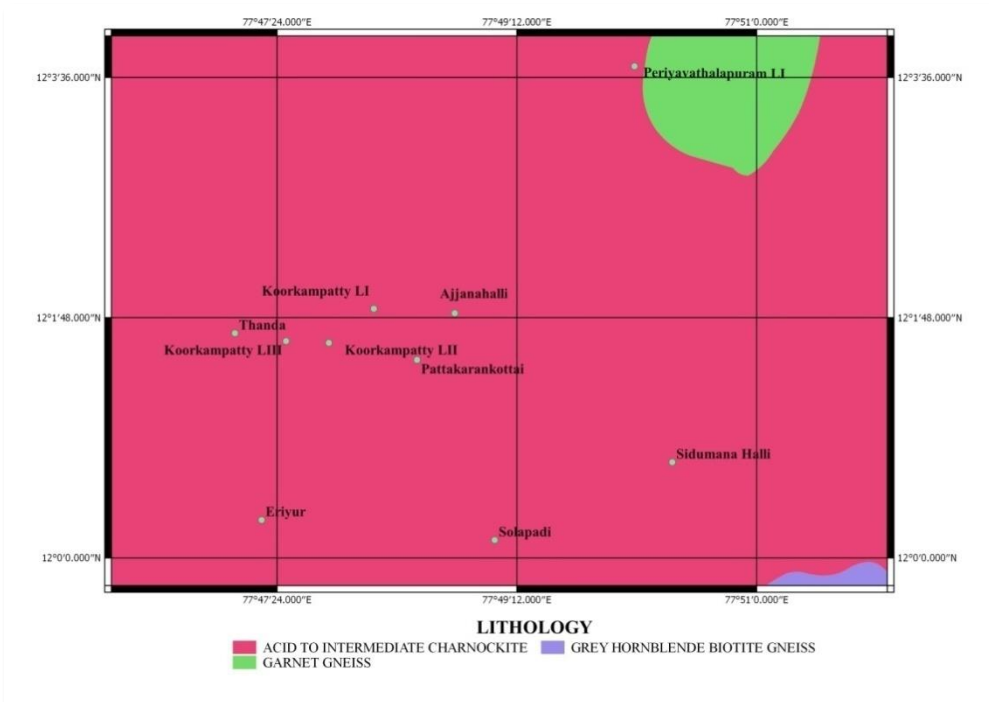 77°47'24.000"E 77°49'12.000"E 77°51'0.000"E
12°3'36.000"N Periyavathalapuram LI 12°3'36.000"N
Koorkampatty LI Ajjanahalli
12°1'48.000"N 12°1'48.000"N
Thanda
Koorkampatty LIII Koorkampatty LII
Pattakarankottai
Sidumana Halli
Eriyur
Solapadi
12°0'0.000"N 12°0'0.000"N
77°47'24.000"E 77°49'12.000"E 77°51'0.000"E
LITHOLOGY
ACID TO INTERMEDIATE CHARNOCKITE GREY HORNBLENDE BIOTITE GNEISS
GARNET GNEISS